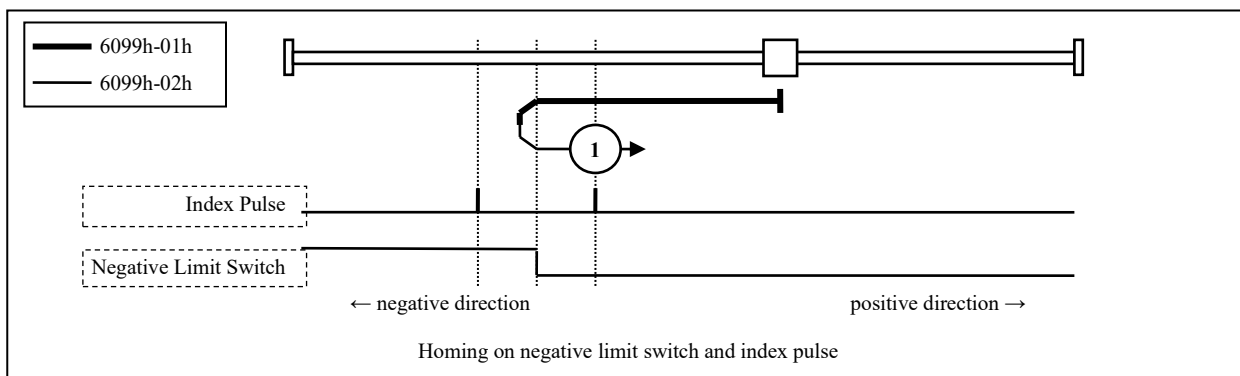 6099h-01h
6099h-02h
1
Index Pulse
Negative Limit Switch
← negative direction
positive direction →
Homing on negative limit switch and index pulse